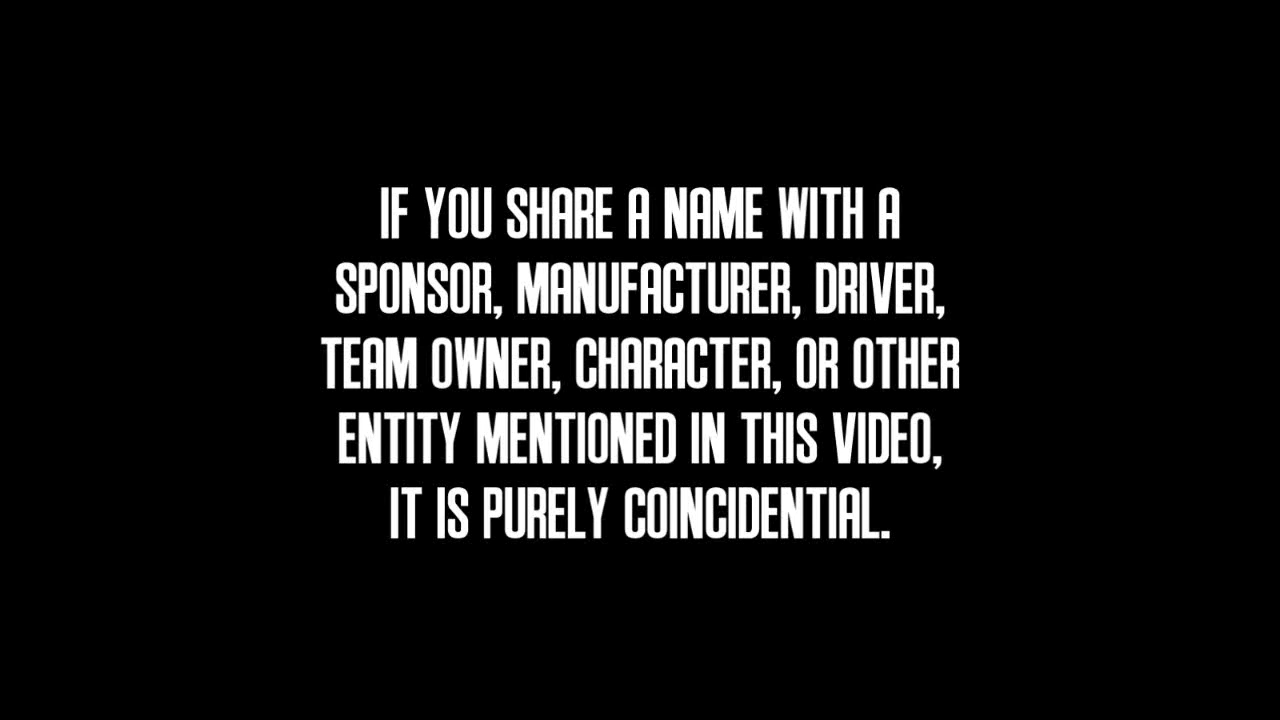 IF YOU SHARE A NAME WITH A
SPONSOR, MANUFACTURER, DRIVER,
TEAM OWNER, CHARACTER, OR OTHER
ENTITY MENTIONED IN THIS VIDEO,
IT IS PURELY COINCIDENTIAL.